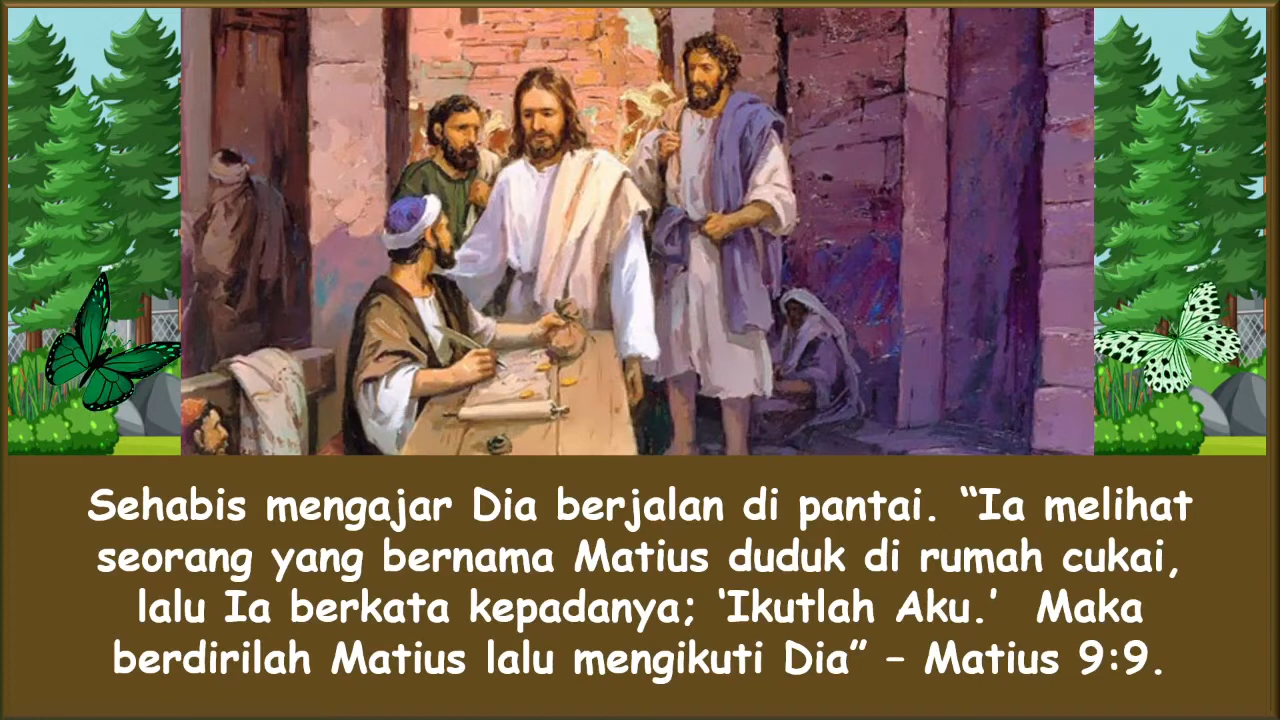 Sehabis mengajar Dia berjalan di pantai. “Ia melihat
seorang yang bernama Matius duduk di rumah cukai,
lalu Ia berkata kepadanya; ‘Ikutlah Aku.’ Maka
berdirilah Matius lalu mengikuti Dia” – Matius 9:9.